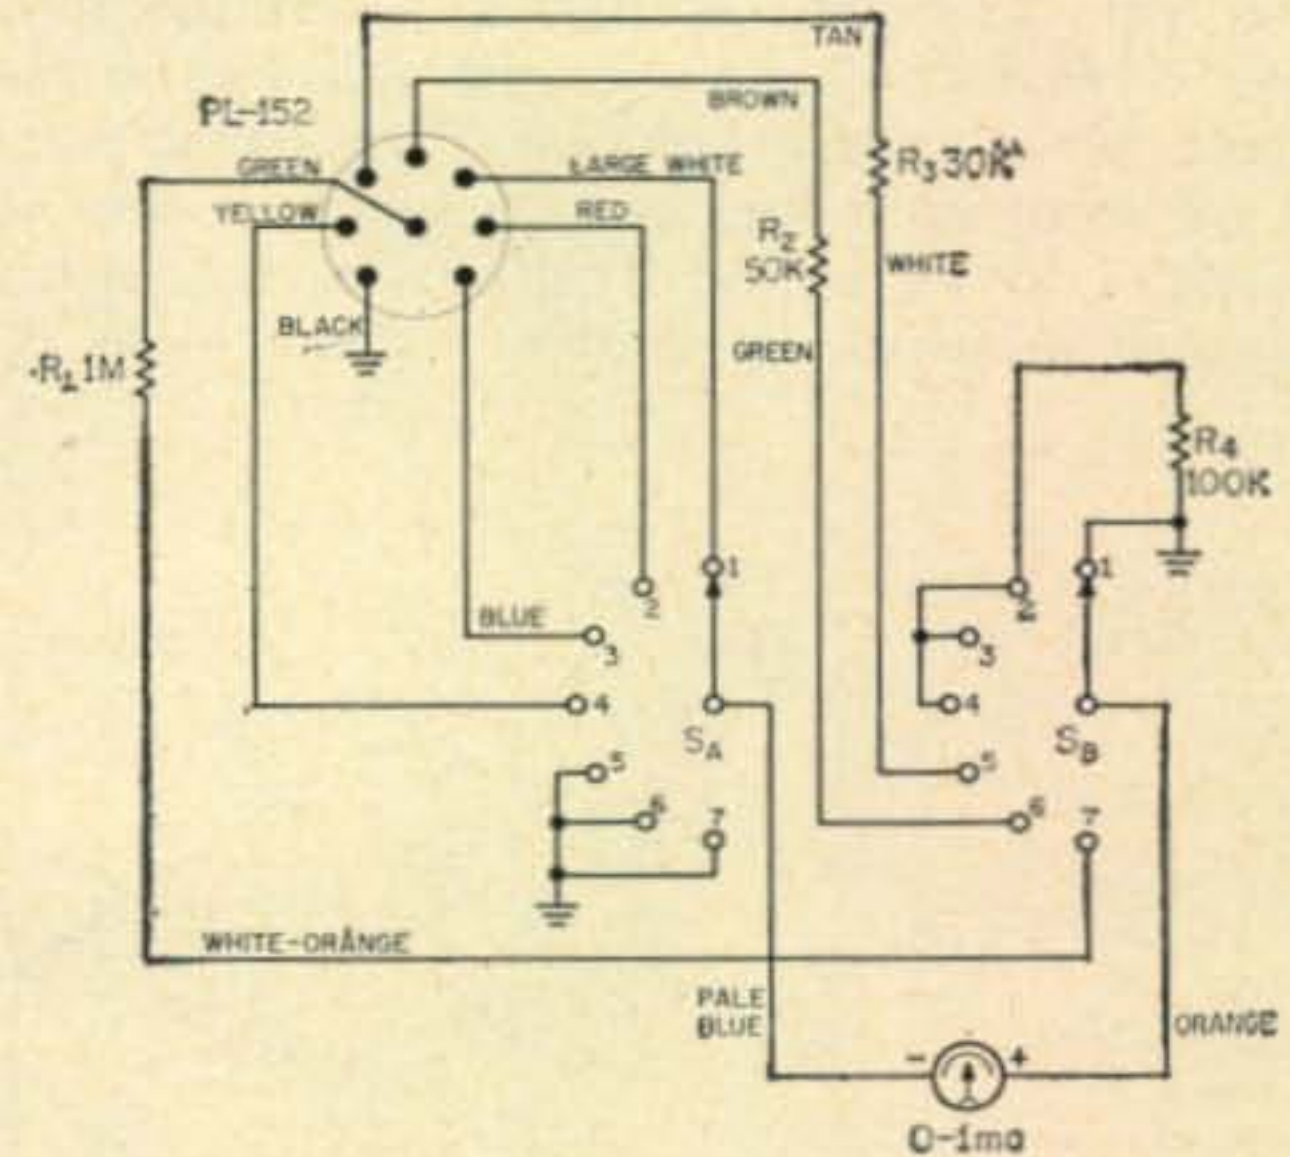 TAN
BROWN
PL-152
GREEN
LARGE WHITE
R3 30K
YELLOW
RED
R2
50K
WHITE
BLACK
GREEN
R1 1M
R4
100K
1
1
2
2
BLUE
3
3
4
4
SA
SB
5
5
6
6
7
7
WHITE-ORANGE
PALE
BLUE
ORANGE
- +
0-1ma